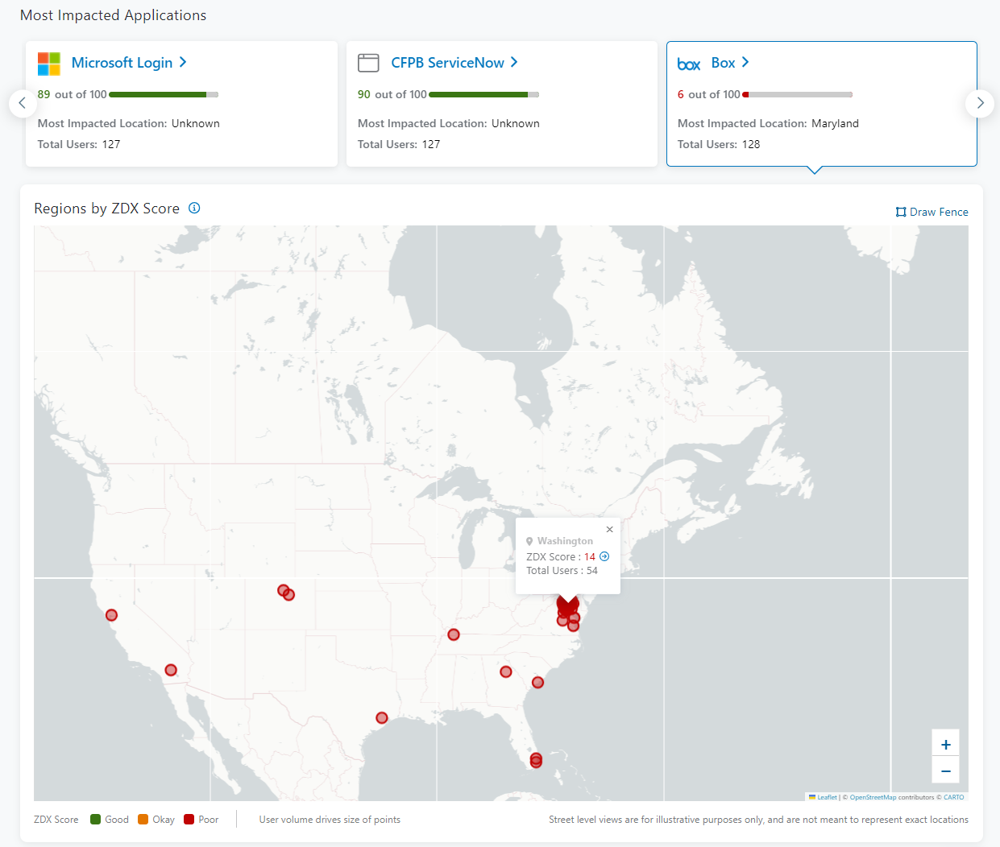 Most Impacted Applications
Microsoft Login
89 out of 100
Most Impacted Location: Unknown
Total Users: 127
CFPB ServiceNow
90 out of 100
Most Impacted Location: Unknown
Total Users: 127
box Box
6 out of 100
Most Impacted Location: Maryland
Total Users: 128
Regions by ZDX Score
Draw Fence
Washington
ZDX Score : 14
Total Users : 54
+
−
Leaflet | © OpenStreetMap contributors © CARTO
ZDX Score Good Okay Poor User volume drives size of points
Street level views are for illustrative purposes only, and are not meant to represent exact locations